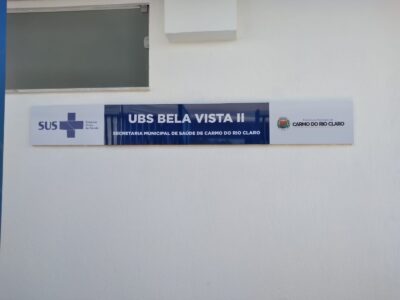 SUS
UBS BELA VISTA II
SECRETARIA MUNICIPAL DE SAÚDE DE CARMO DO RIO CLARO
CARMO DO RIO CLARO